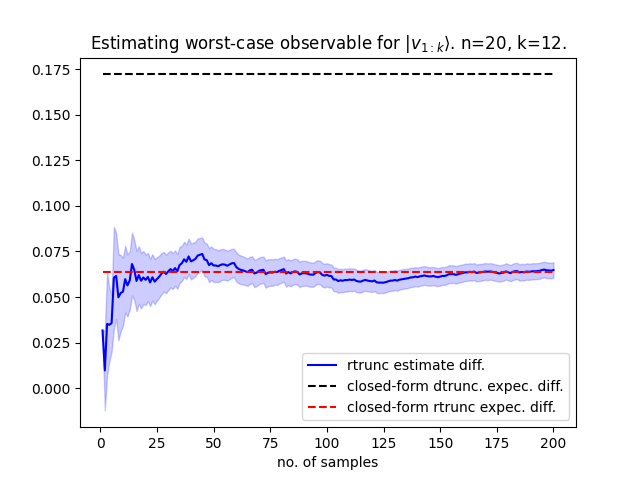 Estimating worst-case observable for |v₁:ₖ⟩. n=20, k=12.
0.175
0.150
0.125
0.100
0.075
0.050
0.025
0.000
rtrunc estimate diff.
closed-form dtrunc. expec. diff.
closed-form rtrunc expec. diff.
0 25 50 75 100 125 150 175 200
no. of samples